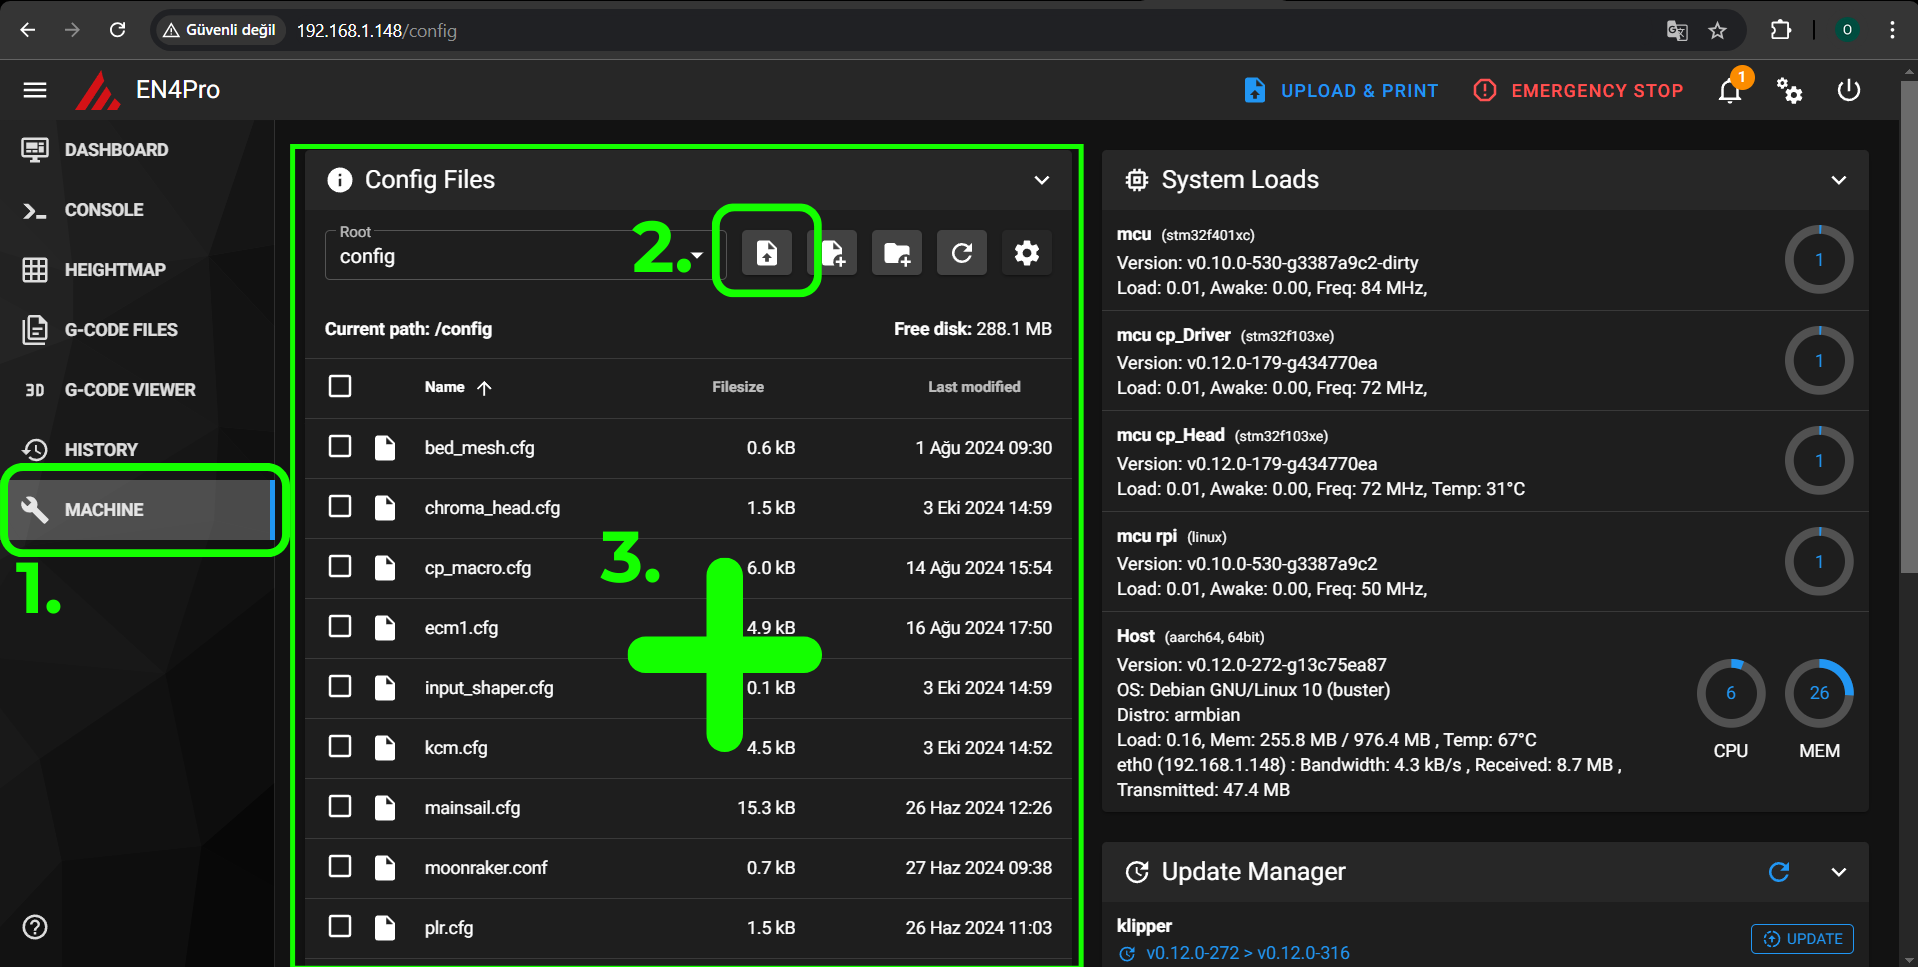 Güvenli değil
192.168.1.148/config
O
EN4Pro
UPLOAD & PRINT
EMERGENCY STOP
1
DASHBOARD
CONSOLE
HEIGHTMAP
G-CODE FILES
3D G-CODE VIEWER
HISTORY
MACHINE
1.
Config Files
Root
config
2.
Current path: /config
Free disk: 288.1 MB
Name Filesize Last modified
bed_mesh.cfg 0.6 kB 1 Ağu 2024 09:30
chroma_head.cfg 1.5 kB 3 Eki 2024 14:59
3.
cp_macro.cfg 6.0 kB 14 Ağu 2024 15:54
ecm1.cfg 4.9 kB 16 Ağu 2024 17:50
input_shaper.cfg 0.1 kB 3 Eki 2024 14:59
kcm.cfg 4.5 kB 3 Eki 2024 14:52
mainsail.cfg 15.3 kB 26 Haz 2024 12:26
moonraker.conf 0.7 kB 27 Haz 2024 09:38
plr.cfg 1.5 kB 26 Haz 2024 11:03
System Loads
mcu (stm32f401xc)
Version: v0.10.0-530-g3387a9c2-dirty
Load: 0.01, Awake: 0.00, Freq: 84 MHz,
1
mcu cp_Driver (stm32f103xe)
Version: v0.12.0-179-g434770ea
Load: 0.01, Awake: 0.00, Freq: 72 MHz,
1
mcu cp_Head (stm32f103xe)
Version: v0.12.0-179-g434770ea
Load: 0.01, Awake: 0.00, Freq: 72 MHz, Temp: 31°C
1
mcu rpi (linux)
Version: v0.10.0-530-g3387a9c2
Load: 0.01, Awake: 0.00, Freq: 50 MHz,
1
Host (aarch64, 64bit)
Version: v0.12.0-272-g13c75ea87
OS: Debian GNU/Linux 10 (buster)
Distro: armbian
Load: 0.16, Mem: 255.8 MB / 976.4 MB , Temp: 67°C
eth0 (192.168.1.148) : Bandwidth: 4.3 kB/s , Received: 8.7 MB ,
Transmitted: 47.4 MB
6 26
CPU MEM
Update Manager
klipper
v0.12.0-272 > v0.12.0-316
UPDATE